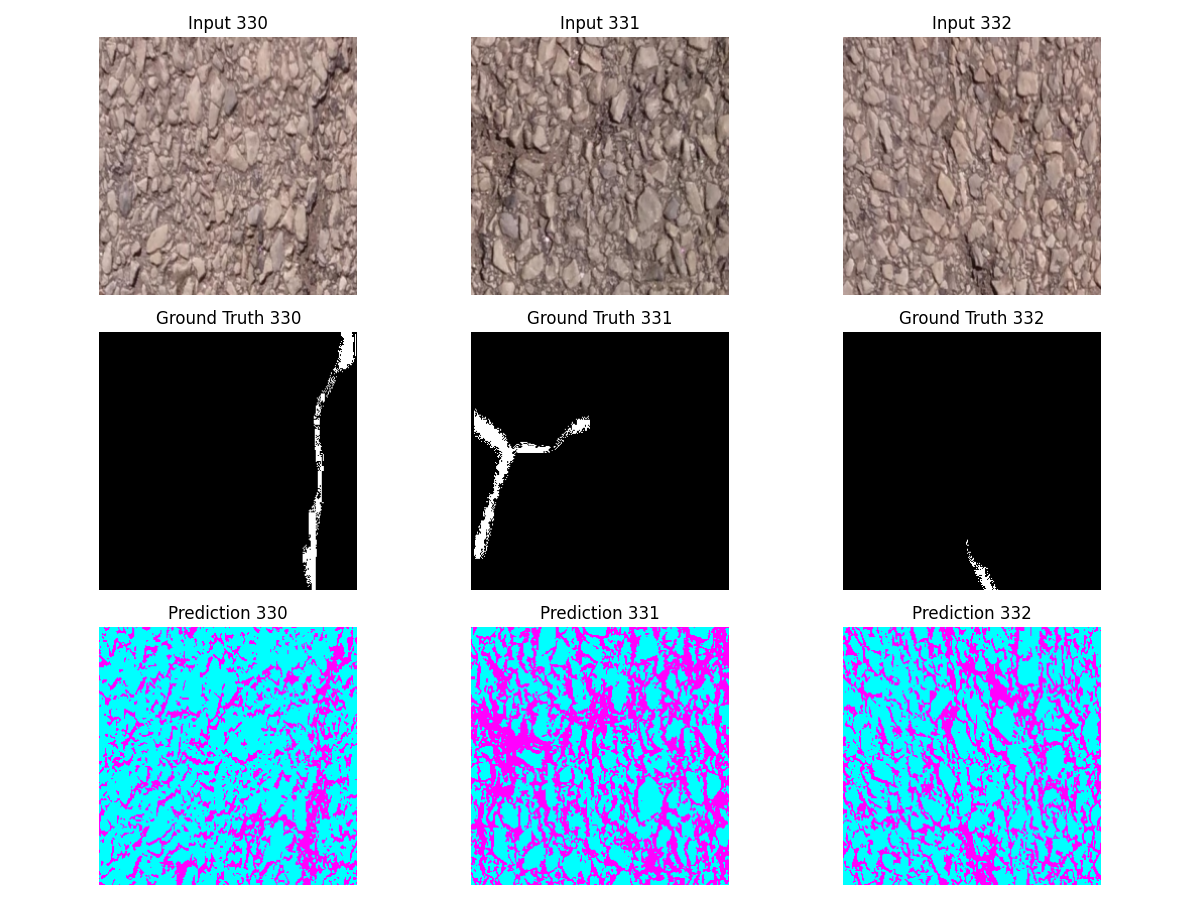 Input 330
Input 331
Input 332
Ground Truth 330
Ground Truth 331
Ground Truth 332
Prediction 330
Prediction 331
Prediction 332